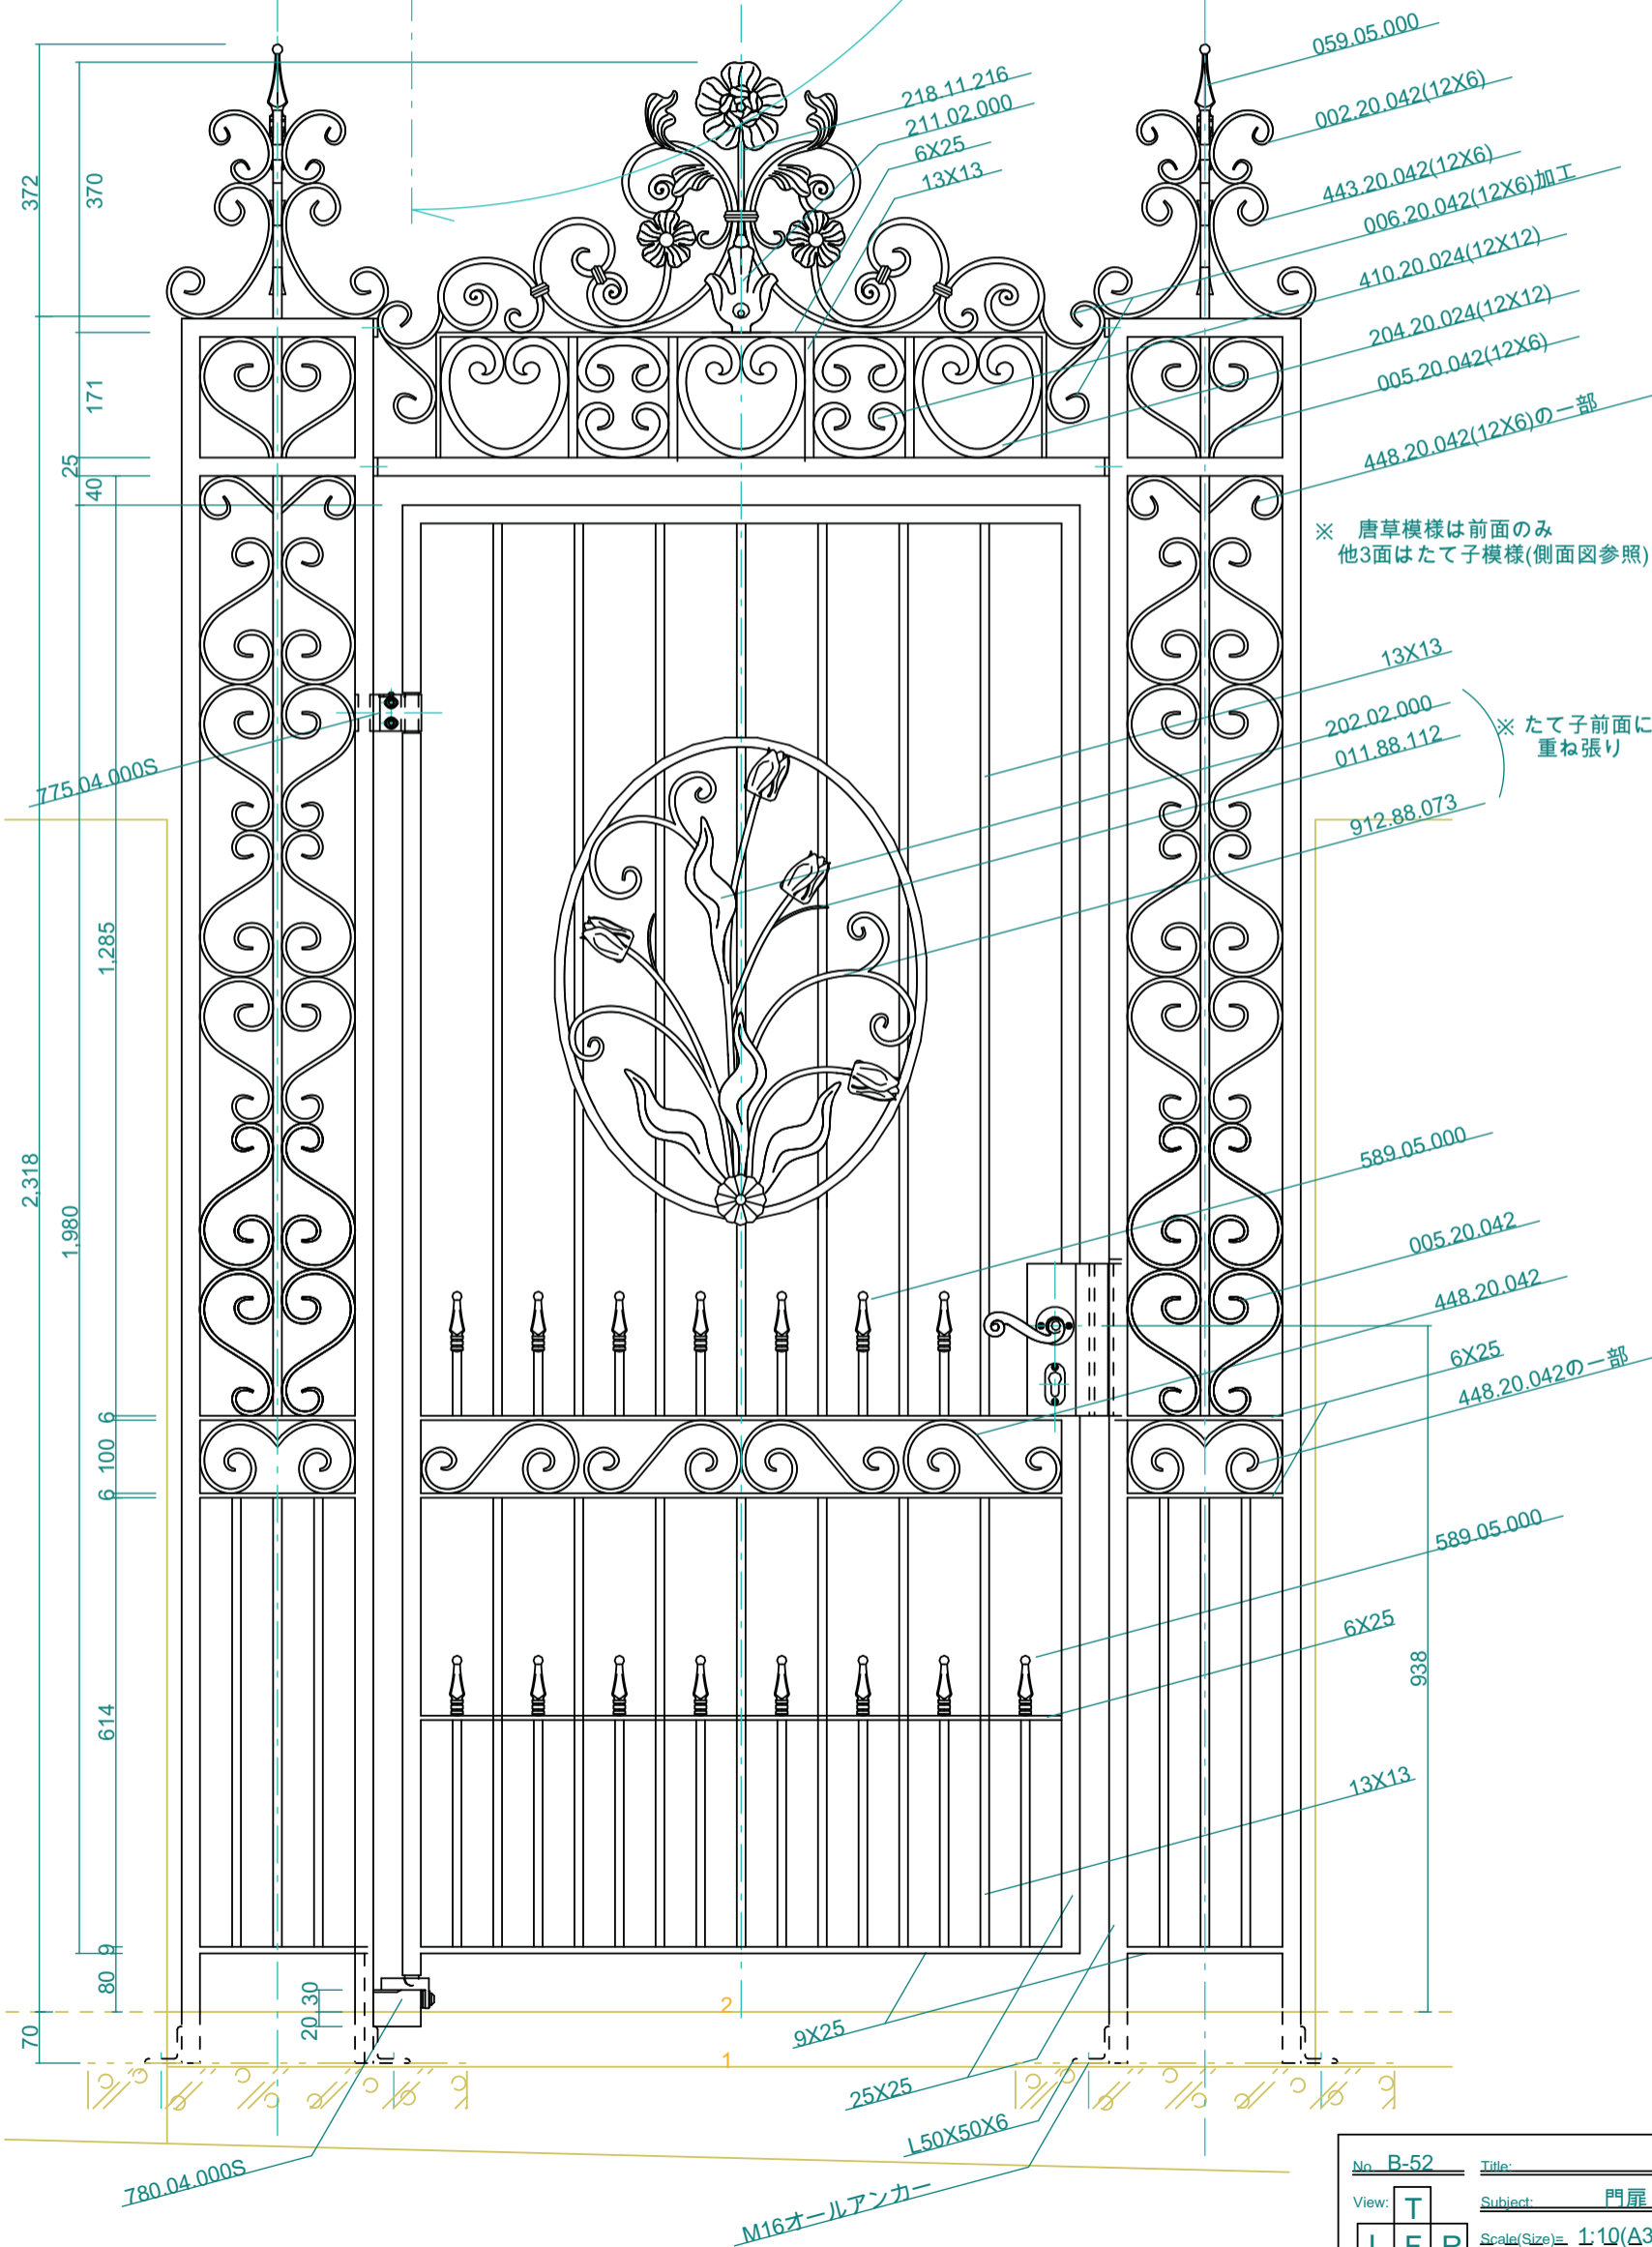 059.05.000
218.11.216
002.20.042(12X6)
211.02.000
6X25
13X13
443.20.042(12X6)
006.20.042(12X6)加工
410.20.024(12X12)
204.20.024(12X12)
005.20.042(12X6)
448.20.042(12X6)の一部
372
370
171
25
40
※ 唐草模様は前面のみ
他3面はたて子模様(側面図参照)
13X13
202.02.000
011.88.112
※ たて子前面に
重ね張り
912.88.073
775.04.000S
1,285
2,318
1,980
589.05.000
005.20.042
448.20.042
6X25
448.20.042の一部
6
100
6
589.05.000
6X25
938
614
13X13
9
80
30
20
70
2
1
9X25
25X25
L50X50X6
780.04.000S
M16オールアンカー
No. B-52
Title:
View: T
Subject: 門扉
L F R
Scale(Size)= 1:10(A3